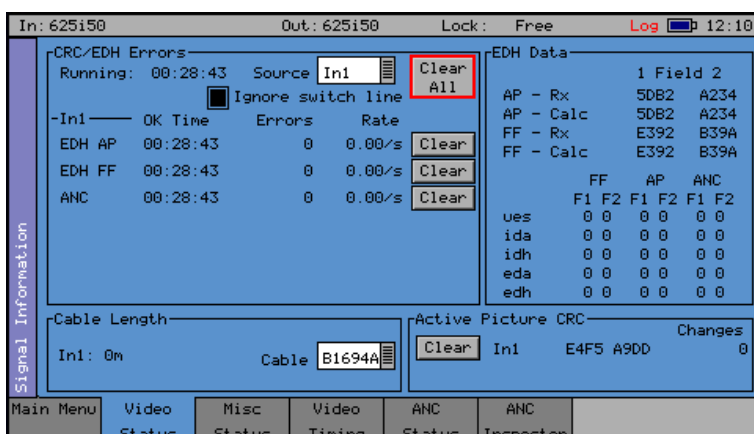 In: 625i50 Out: 625i50 Lock: Free Log 12:10
CRC/EDH Errors
Running: 00:28:43 Source In1 Clear All
Ignore switch line
In1 OK Time Errors Rate
EDH AP 00:28:43 0 0.00/s Clear
EDH FF 00:28:43 0 0.00/s Clear
ANC 00:28:43 0 0.00/s Clear
EDH Data
1 Field 2
AP - Rx 5DB2 A234
AP - Calc 5DB2 A234
FF - Rx E392 B39A
FF - Calc E392 B39A
FF AP ANC
F1 F2 F1 F2 F1 F2
ues 0 0 0 0 0 0
ida 0 0 0 0 0 0
idh 0 0 0 0 0 0
eda 0 0 0 0 0 0
edh 0 0 0 0 0 0
Signal Information
Cable Length
In1: 0m Cable B1694A
Active Picture CRC
Changes
Clear In1 E4F5 A9DD 0
Main Menu Video Status Misc Status Video Timing ANC Status ANC Inspector